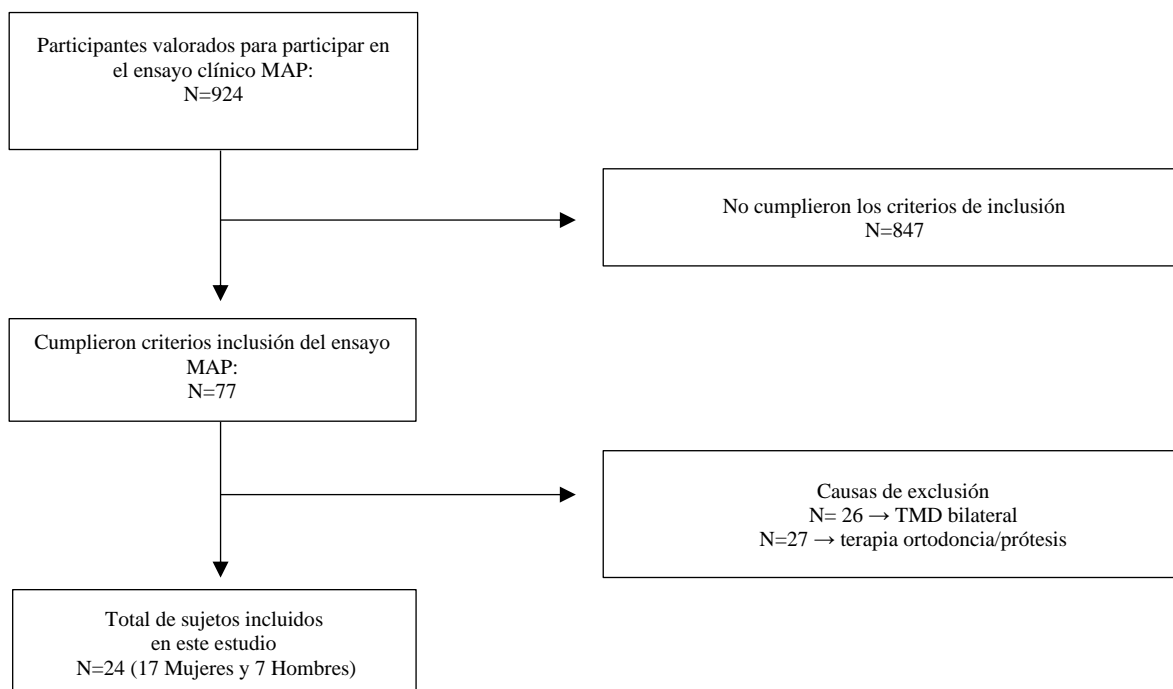 Participantes valorados para participar en
el ensayo clínico MAP:
N=924
No cumplieron los criterios de inclusión
N=847
Cumplieron criterios inclusión del ensayo
MAP:
N=77
Causas de exclusión
N= 26 → TMD bilateral
N=27 → terapia ortodoncia/prótesis
Total de sujetos incluidos
en este estudio
N=24 (17 Mujeres y 7 Hombres)